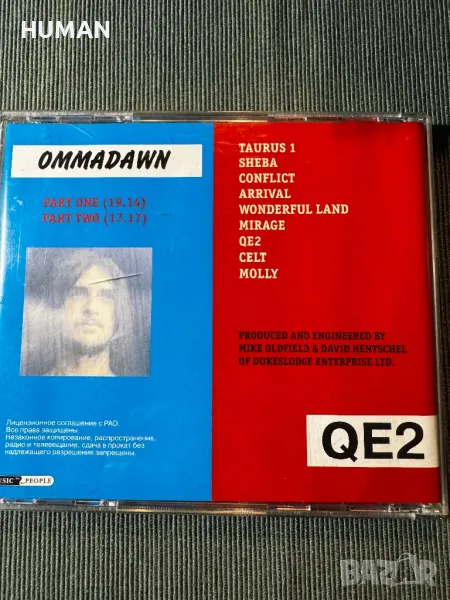 HUMAN
OMMADAWN
PART ONE (19.14)
PART TWO (17.17)
Лицензионное соглашение с РАО.
Все права защищены
Незаконное копирование, распространение,
радио и телевещание, сдача в прокат без
надлежащего разрешения запрещены.
PEOPLE
TAURUS 1
SHEBA
CONFLICT
ARRIVAL
WONDERFUL LAND
MIRAGE
QE2
CELT
MOLLY
PRODUCED AND ENGINEERED BY
MIKE OLDFIELD & DAVID HENTSCHEL
OF DUKESLODGE ENTERPRISE LTD.
QE2
BAZAR